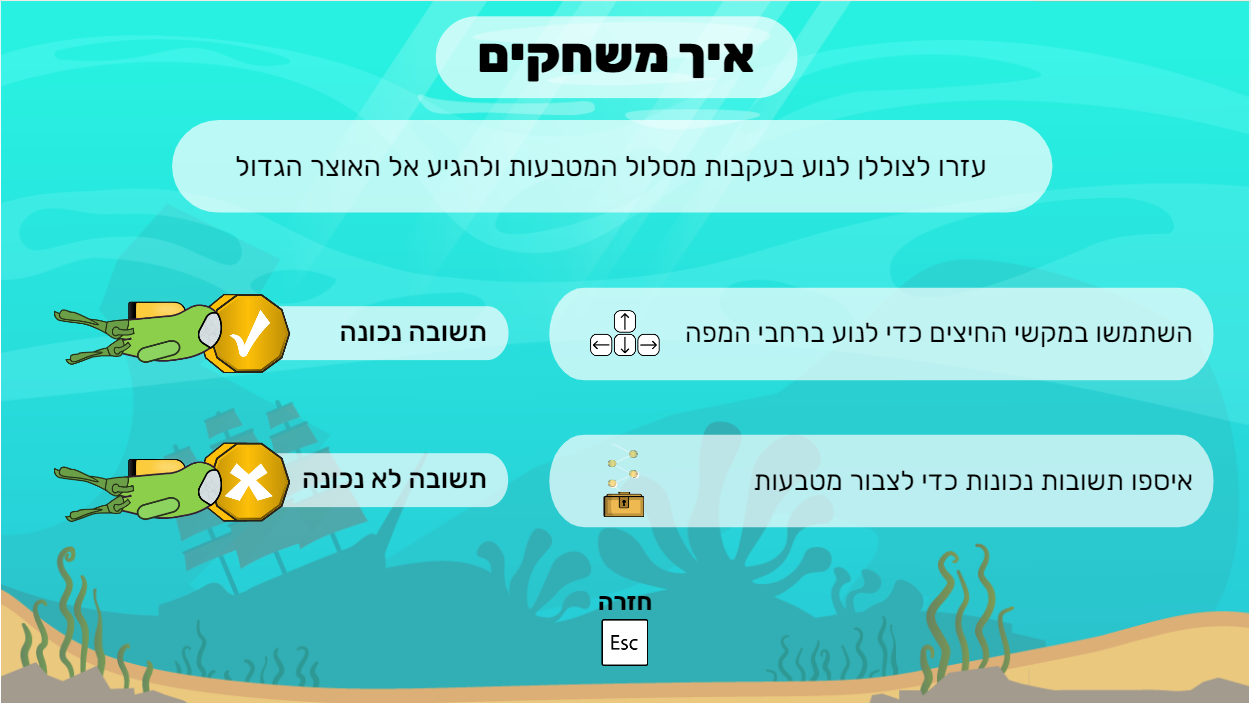 איך משחקים
עזרו לצוללן לנוע בעקבות מסלול המטבעות ולהגיע אל האוצר הגדול
השתמשו במקשי החיצים כדי לנוע ברחבי המפה
תשובה נכונה
איספו תשובות נכונות כדי לצבור מטבעות
תשובה לא נכונה
חזרה
Esc